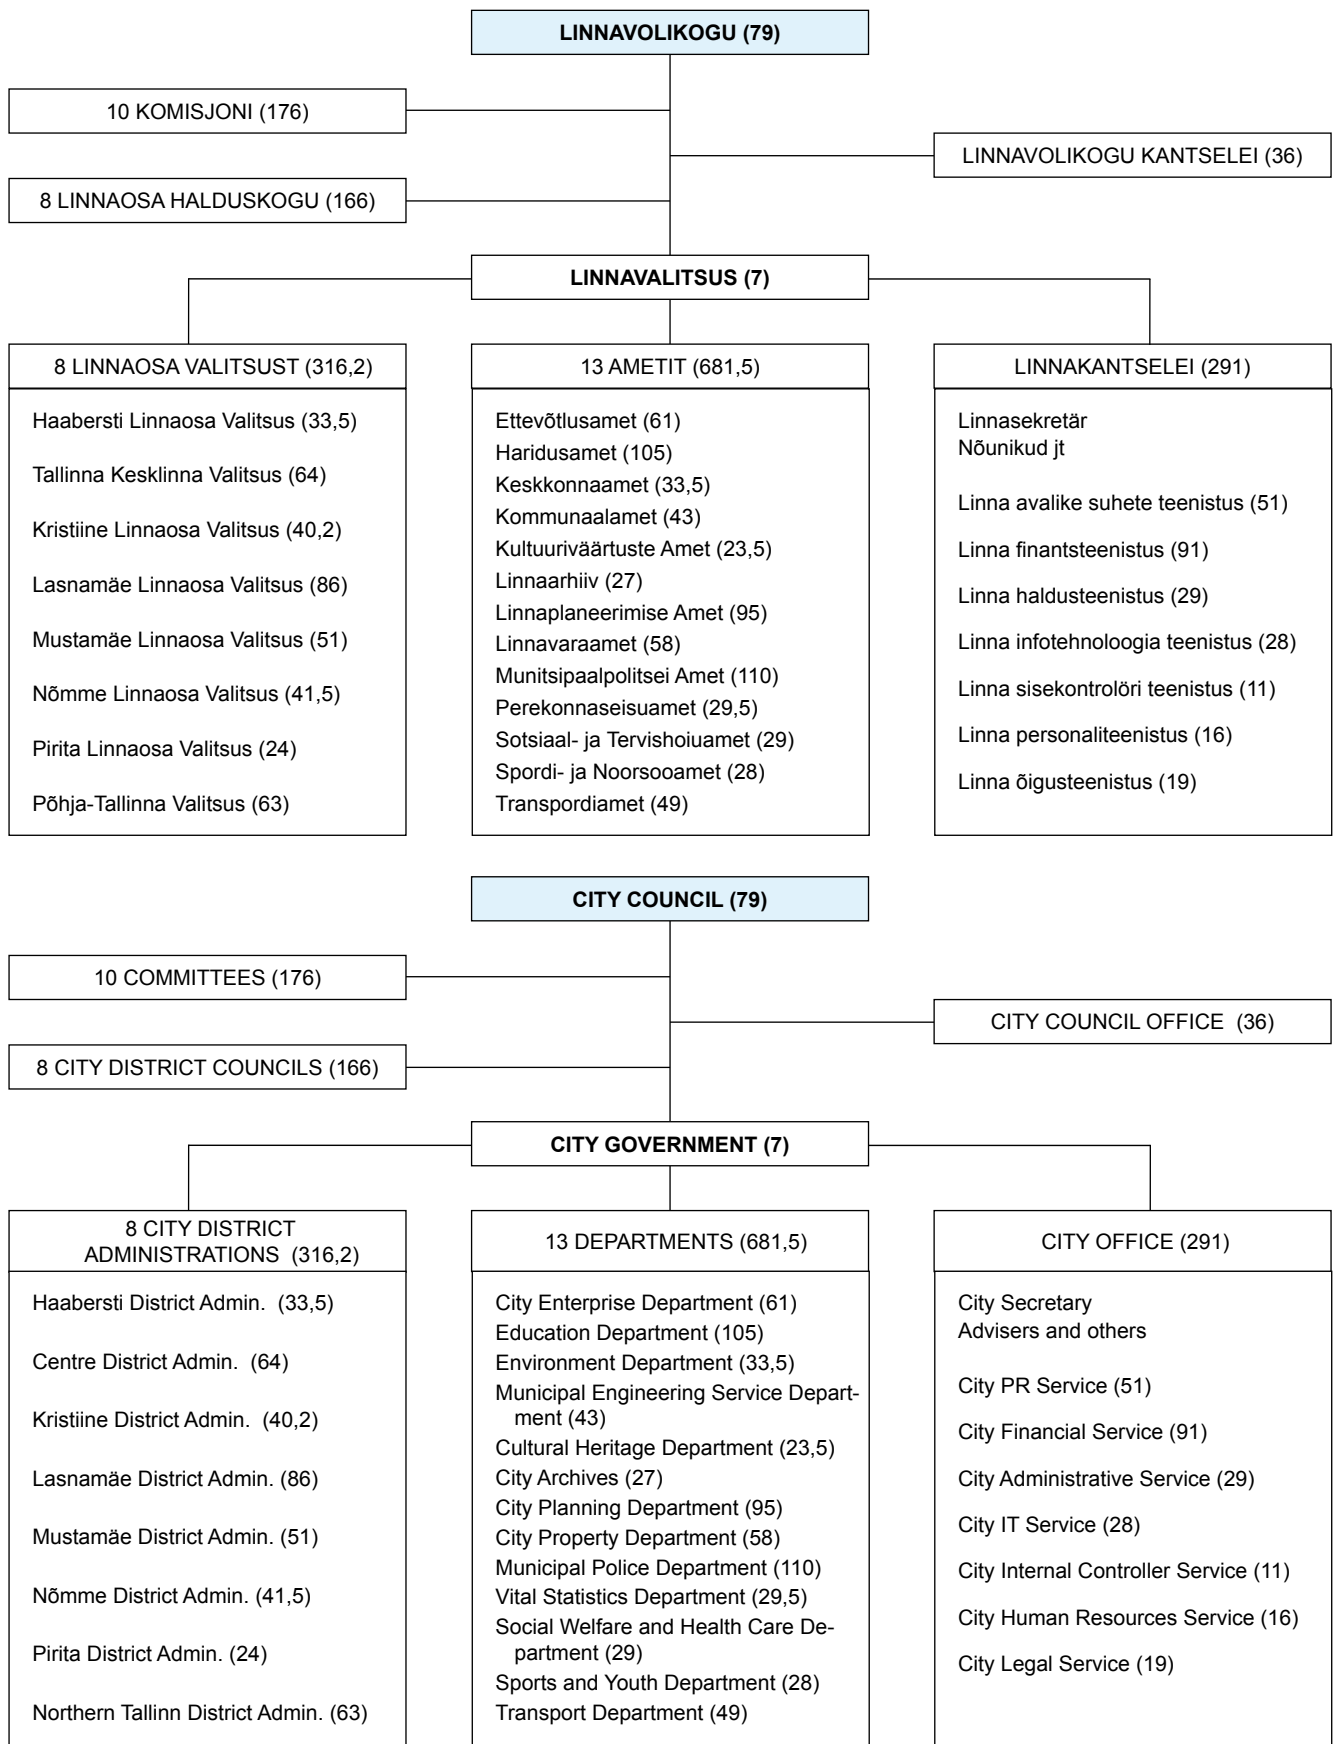 LINNAVOLIKOGU (79)
10 KOMISJONI (176)
LINNAVOLIKOGU KANTSELEI (36)
8 LINNAOSA HALDUSKOGU (166)
LINNAVALITSUS (7)
8 LINNAOSA VALITSUST (316,2)
Haabersti Linnaosa Valitsus (33,5)
Tallinna Kesklinna Valitsus (64)
Kristiine Linnaosa Valitsus (40,2)
Lasnamäe Linnaosa Valitsus (86)
Mustamäe Linnaosa Valitsus (51)
Nõmme Linnaosa Valitsus (41,5)
Pirita Linnaosa Valitsus (24)
Põhja-Tallinna Valitsus (63)
13 AMETIT (681,5)
Ettevõtlusamet (61)
Haridusamet (105)
Keskkonnaamet (33,5)
Kommunaalamet (43)
Kultuuriväärtuste Amet (23,5)
Linnaarhiiv (27)
Linnaplaneerimise Amet (95)
Linnavaraamet (58)
Munitsipaalpolitsei Amet (110)
Perekonnaseisuamet (29,5)
Sotsiaal- ja Tervishoiuamet (29)
Spordi- ja Noorsooamet (28)
Transpordiamet (49)
LINNAKANTSELEI (291)
Linnasekretär
Nõunikud jt
Linna avalike suhete teenistus (51)
Linna finantsteenistus (91)
Linna haldusteenistus (29)
Linna infotehnoloogia teenistus (28)
Linna sisekontrolöri teenistus (11)
Linna personaliteenistus (16)
Linna õigusteenistus (19)
CITY COUNCIL (79)
10 COMMITTEES (176)
CITY COUNCIL OFFICE (36)
8 CITY DISTRICT COUNCILS (166)
CITY GOVERNMENT (7)
8 CITY DISTRICT
ADMINISTRATIONS (316,2)
Haabersti District Admin. (33,5)
Centre District Admin. (64)
Kristiine District Admin. (40,2)
Lasnamäe District Admin. (86)
Mustamäe District Admin. (51)
Nõmme District Admin. (41,5)
Pirita District Admin. (24)
Northern Tallinn District Admin. (63)
13 DEPARTMENTS (681,5)
City Enterprise Department (61)
Education Department (105)
Environment Department (33,5)
Municipal Engineering Service Depart-
ment (43)
Cultural Heritage Department (23,5)
City Archives (27)
City Planning Department (95)
City Property Department (58)
Municipal Police Department (110)
Vital Statistics Department (29,5)
Social Welfare and Health Care De-
partment (29)
Sports and Youth Department (28)
Transport Department (49)
CITY OFFICE (291)
City Secretary
Advisers and others
City PR Service (51)
City Financial Service (91)
City Administrative Service (29)
City IT Service (28)
City Internal Controller Service (11)
City Human Resources Service (16)
City Legal Service (19)